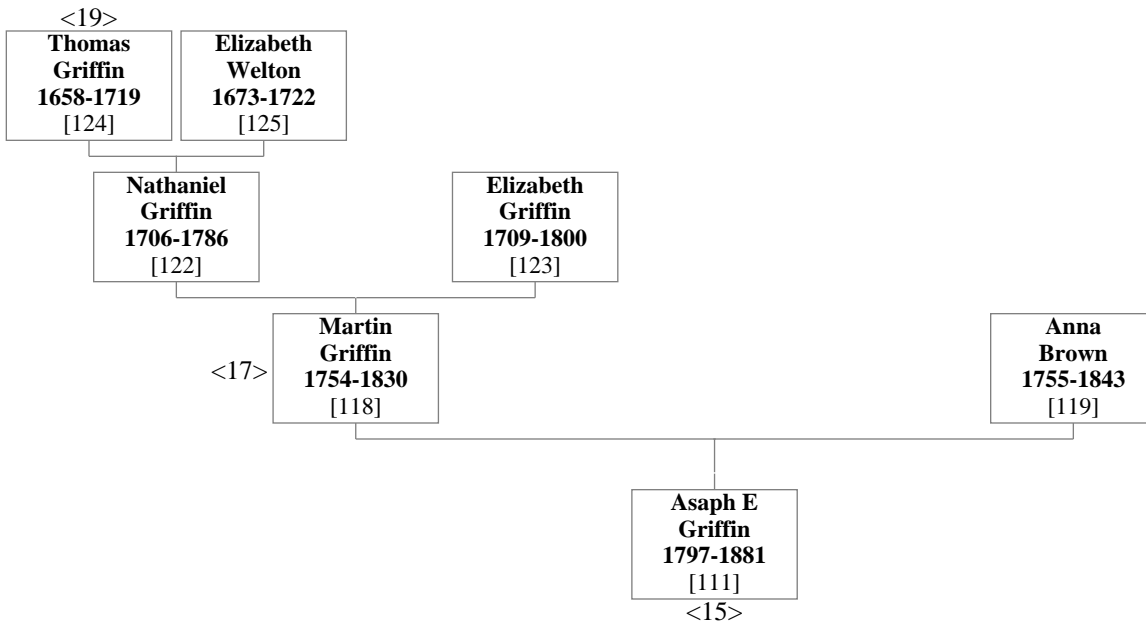 <19>
Thomas
Griffin
1658-1719
[124]
Elizabeth
Welton
1673-1722
[125]
Nathaniel
Griffin
1706-1786
[122]
Elizabeth
Griffin
1709-1800
[123]
<17>
Martin
Griffin
1754-1830
[118]
Anna
Brown
1755-1843
[119]
Asaph E
Griffin
1797-1881
[111]
<15>